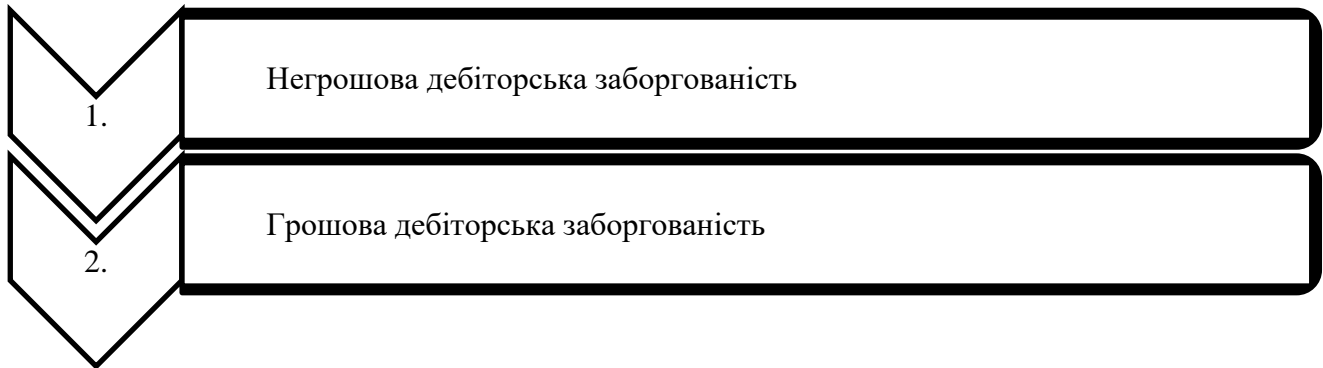 1.
Негрошова дебіторська заборгованість
2.
Грошова дебіторська заборгованість